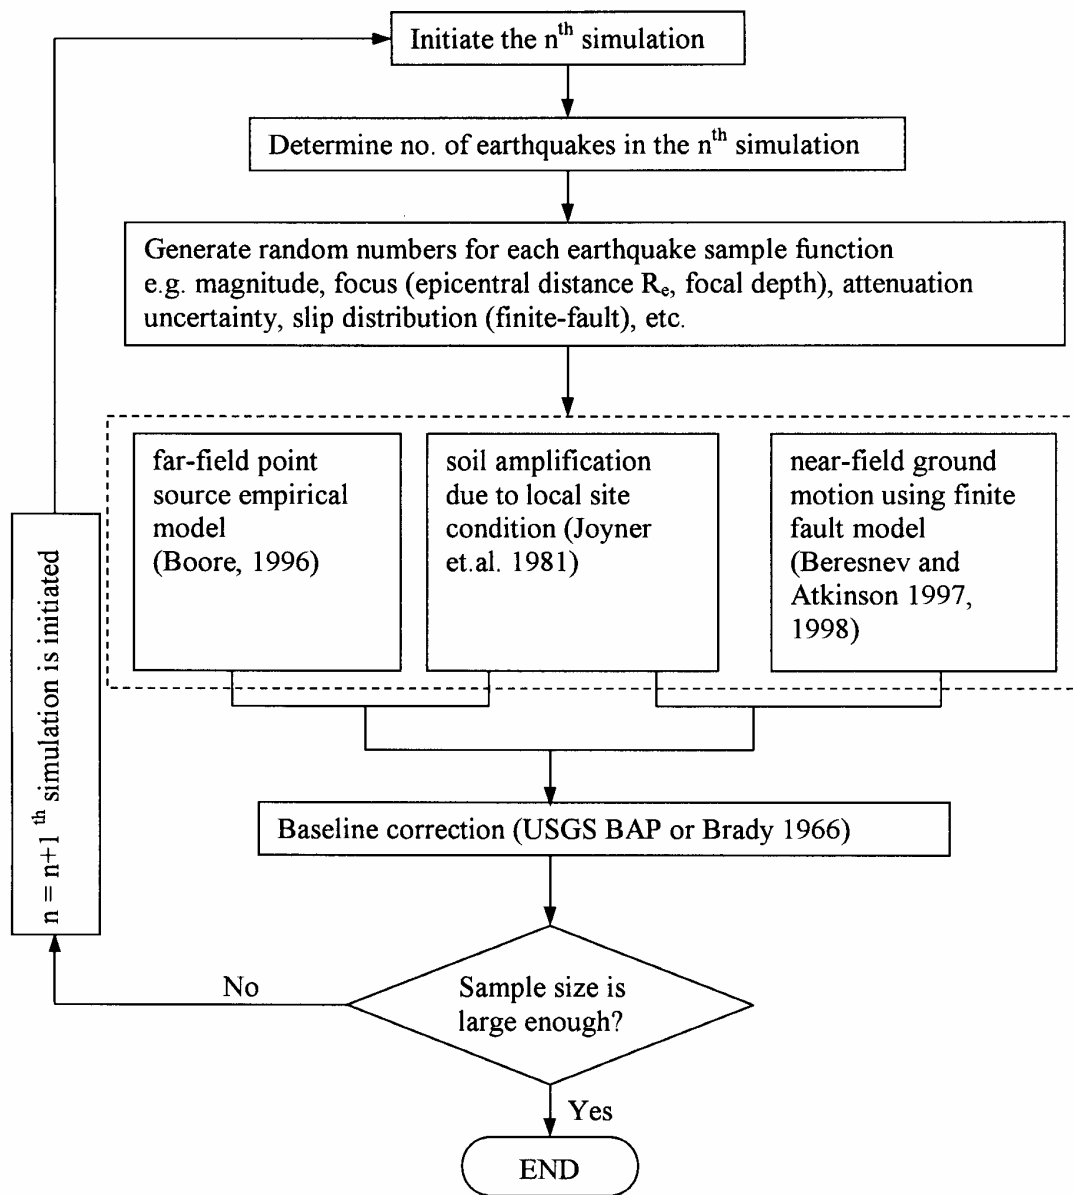 Initiate the nth simulation
Determine no. of earthquakes in the nth simulation
Generate random numbers for each earthquake sample function
e.g. magnitude, focus (epicentral distance Re, focal depth), attenuation
uncertainty, slip distribution (finite-fault), etc.
far-field point
source empirical
model
(Boore, 1996)
soil amplification
due to local site
condition (Joyner
et.al. 1981)
near-field ground
motion using finite
fault model
(Beresnev and
Atkinson 1997,
1998)
n = n+1 th simulation is initiated
Baseline correction (USGS BAP or Brady 1966)
Sample size is
large enough?
No
Yes
END